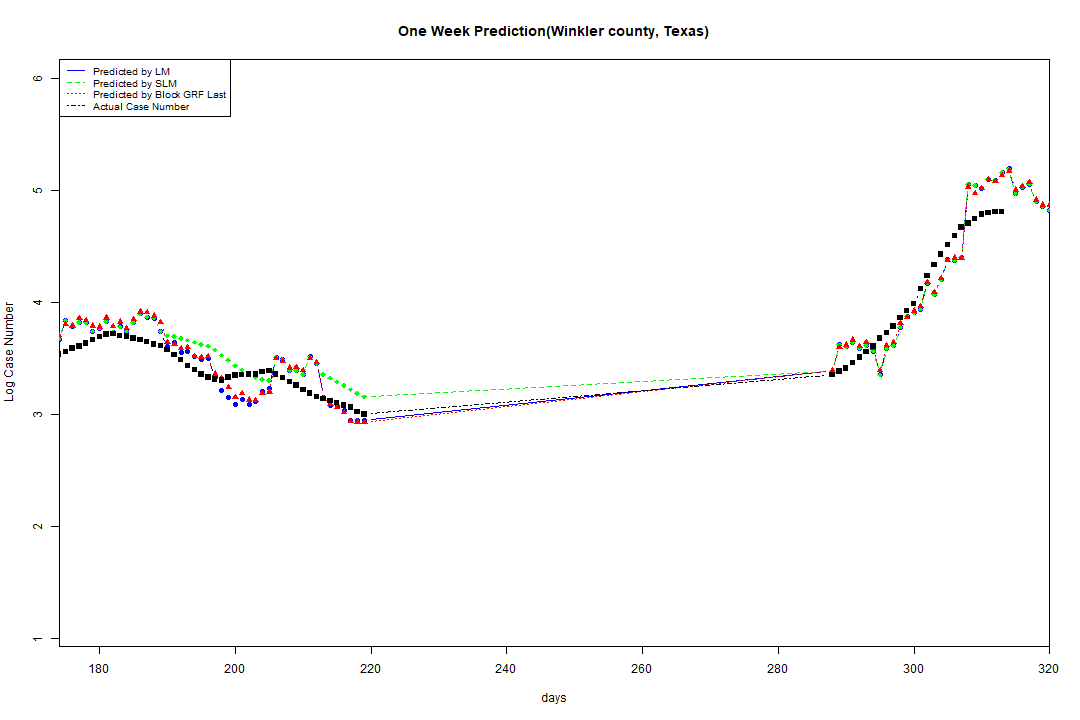 One Week Prediction(Winkler county, Texas)
Predicted by LM
Predicted by SLM
Predicted by Block GRF Last
Actual Case Number
6
5
4
3
2
1
Log Case Number
180 200 220 240 260 280 300 320
days